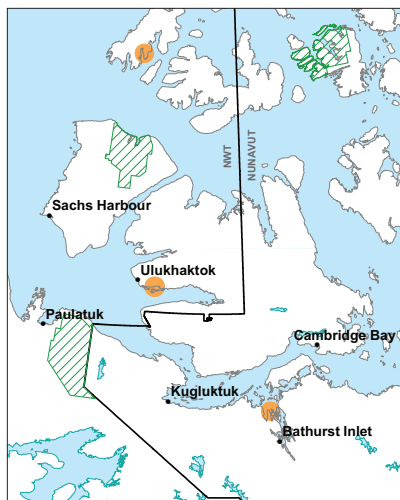 NWT
NUNAVUT
Sachs Harbour
Ulukhaktok
Paulatuk
Cambridge Bay
Kugluktuk
Bathurst Inlet